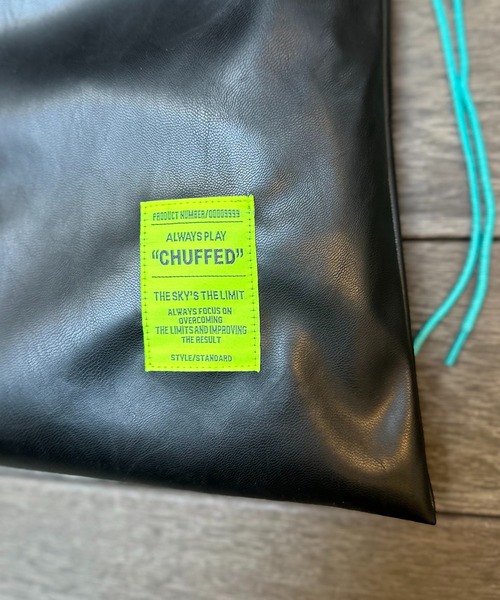 PRODUCT NUMBER/00003999
ALWAYS PLAY
"CHUFFED"
THE SKY'S THE LIMIT
ALWAYS FOCUS ON
OVERCOMING
THE LIMITS AND IMPROVING
THE RESULT
STYLE/STANDARD